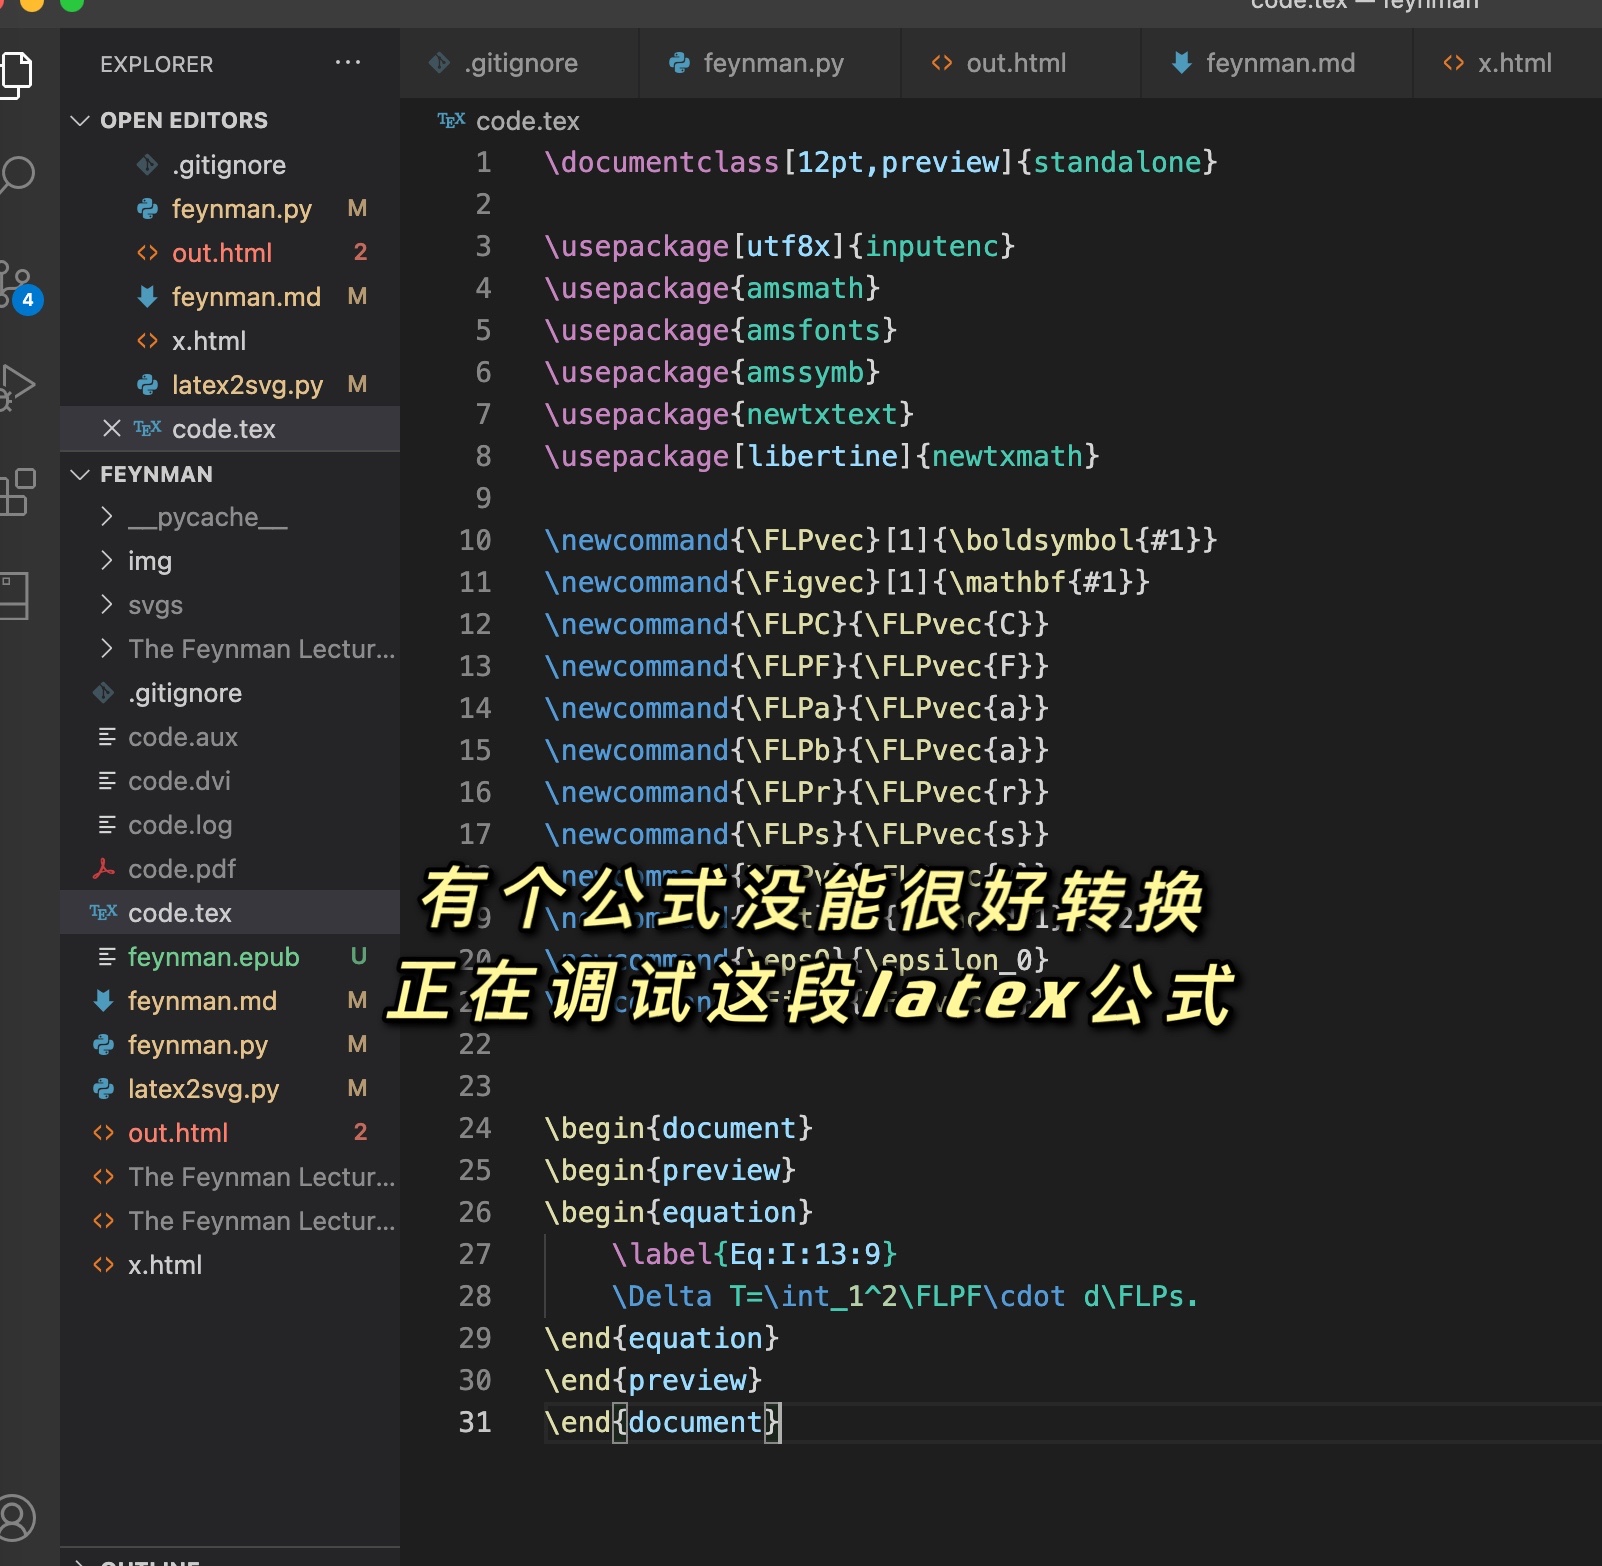 EXPLORER
OPEN EDITORS
.gitignore
feynman.py M
out.html 2
feynman.md M
x.html
latex2svg.py M
code.tex
FEYNMAN
__pycache__
img
svgs
The Feynman Lectur...
.gitignore
code.aux
code.dvi
code.log
code.pdf
code.tex
feynman.epub U
feynman.md M
feynman.py M
latex2svg.py M
out.html 2
The Feynman Lectur...
The Feynman Lectur...
x.html
OUTLINE
4
code.tex — feynman
.gitignore feynman.py out.html feynman.md x.html
code.tex
1 \documentclass[12pt,preview]{standalone}
2
3 \usepackage[utf8x]{inputenc}
4 \usepackage{amsmath}
5 \usepackage{amsfonts}
6 \usepackage{amssymb}
7 \usepackage{newtxtext}
8 \usepackage[libertine]{newtxmath}
9
10 \newcommand{\FLPvec}[1]{\boldsymbol{#1}}
11 \newcommand{\Figvec}[1]{\mathbf{#1}}
12 \newcommand{\FLPC}{\FLPvec{C}}
13 \newcommand{\FLPF}{\FLPvec{F}}
14 \newcommand{\FLPa}{\FLPvec{a}}
15 \newcommand{\FLPb}{\FLPvec{a}}
16 \newcommand{\FLPr}{\FLPvec{r}}
17 \newcommand{\FLPs}{\FLPvec{s}}
有个公式没能很好转换
20 \newcommand{\eps0}{\epsilon_0}
正在调试这段latex公式
22
23
24 \begin{document}
25 \begin{preview}
26 \begin{equation}
27 \label{Eq:I:13:9}
28 \Delta T=\int_1^2\FLPF\cdot d\FLPs.
29 \end{equation}
30 \end{preview}
31 \end{document}